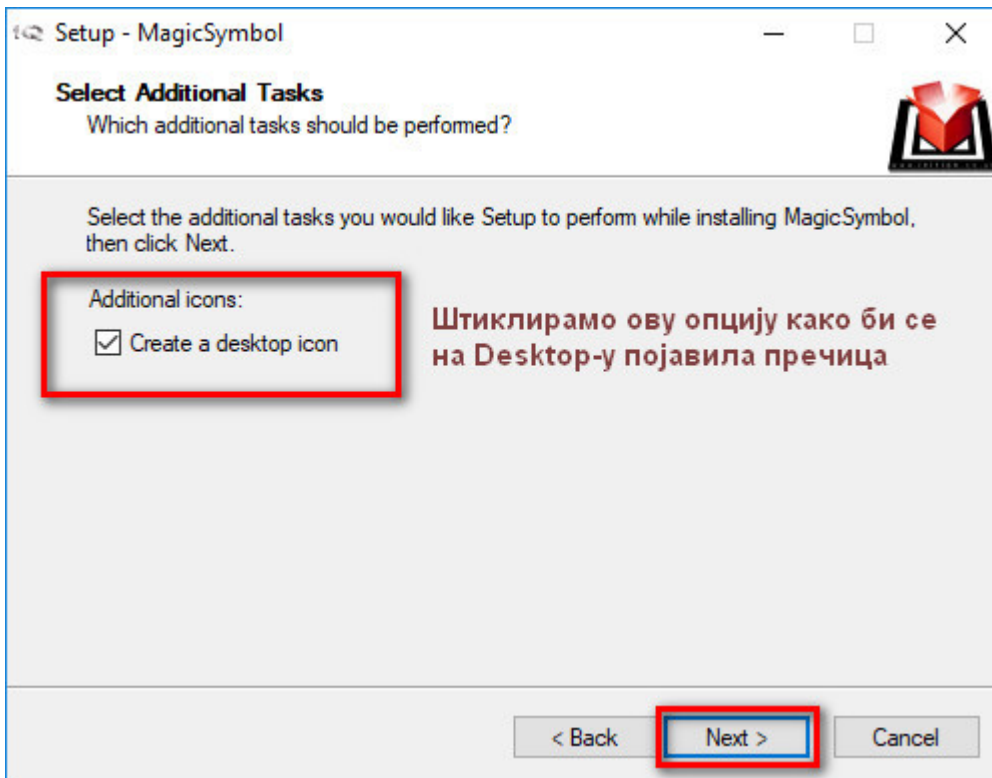 Setup - MagicSymbol
Select Additional Tasks
Which additional tasks should be performed?
Select the additional tasks you would like Setup to perform while installing MagicSymbol,
then click Next.
Additional icons:
Create a desktop icon
Штиклирамо ову опцију како би се
на Desktop-у појавила пречица
< Back
Next >
Cancel